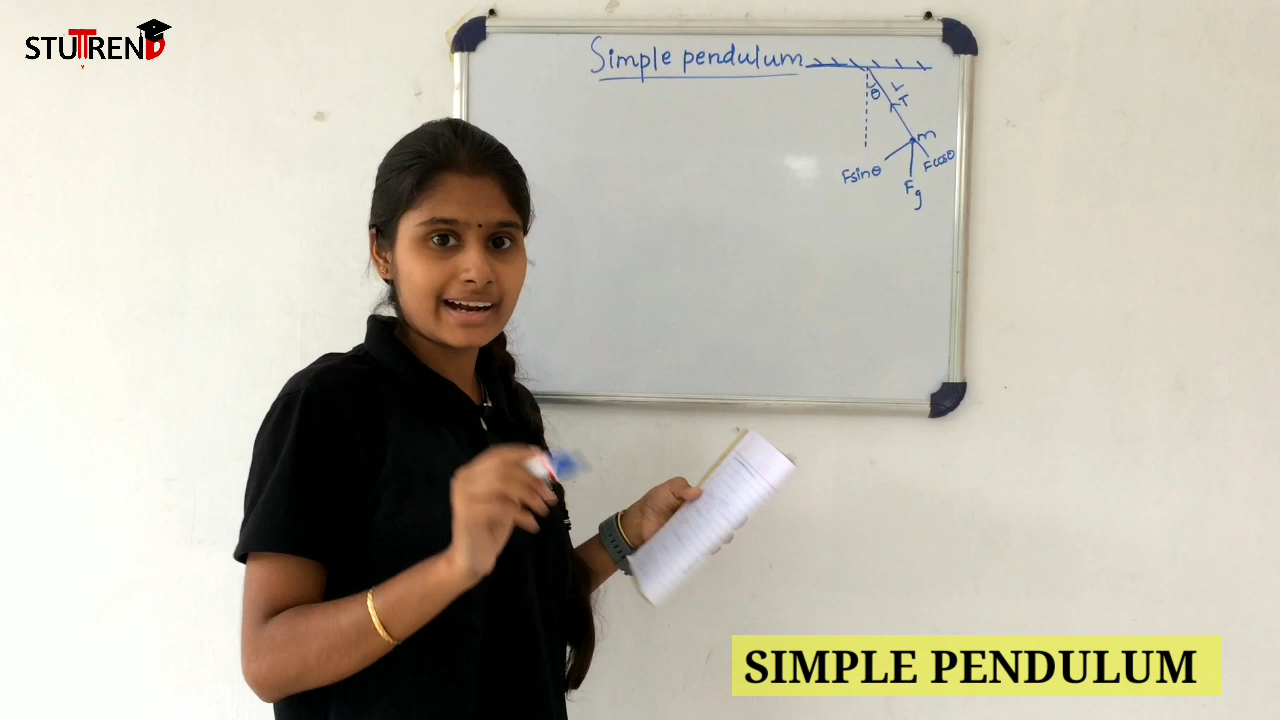 STUTREND
Simple pendulum
θ
L
T
m
Fsinθ
Fcosθ
Fg
SIMPLE PENDULUM